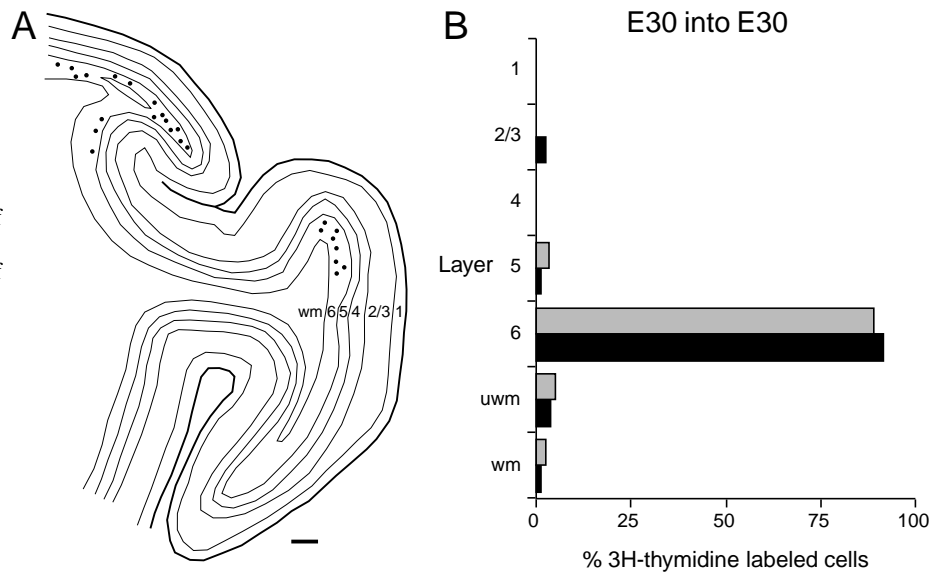 A
wm 6 5 4 2/3 1
f
f
B
E30 into E30
Layer
1
2/3
4
5
6
uwm
wm
0 25 50 75 100
% 3H-thymidine labeled cells